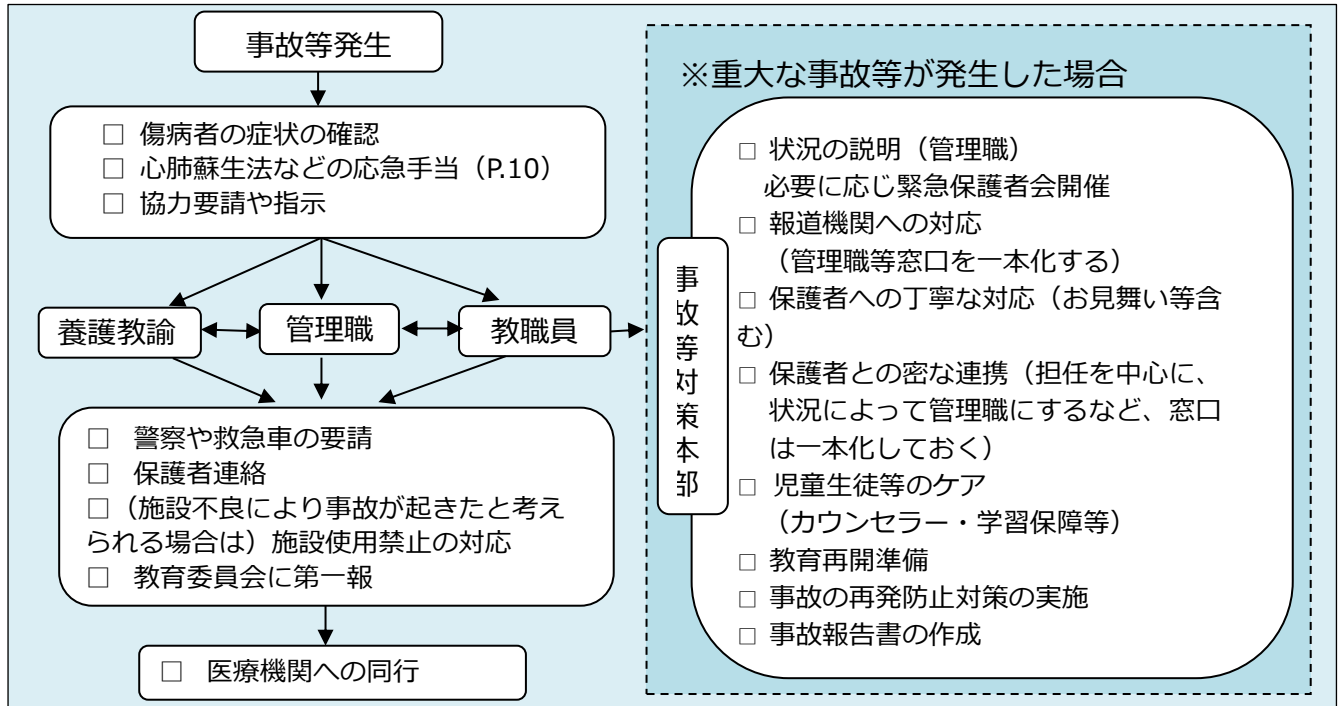 事故等発生
□ 傷病者の症状の確認
□ 心肺蘇生法などの応急手当(P.10)
□ 協力要請や指示
養護教諭
管理職
教職員
□ 警察や救急車の要請
□ 保護者連絡
□(施設不良により事故が起きたと考え
られる場合は)施設使用禁止の対応
□ 教育委員会に第一報
□ 医療機関への同行
※重大な事故等が発生した場合
事故等対策本部
□ 状況の説明(管理職)
必要に応じ緊急保護者会開催
□ 報道機関への対応
(管理職等窓口を一本化する)
□ 保護者への丁寧な対応(お見舞い等含
む)
□ 保護者との密な連携(担任を中心に、
状況によって管理職にするなど、窓口
は一本化しておく)
□ 児童生徒等のケア
(カウンセラー・学習保障等)
□ 教育再開準備
□ 事故の再発防止対策の実施
□ 事故報告書の作成